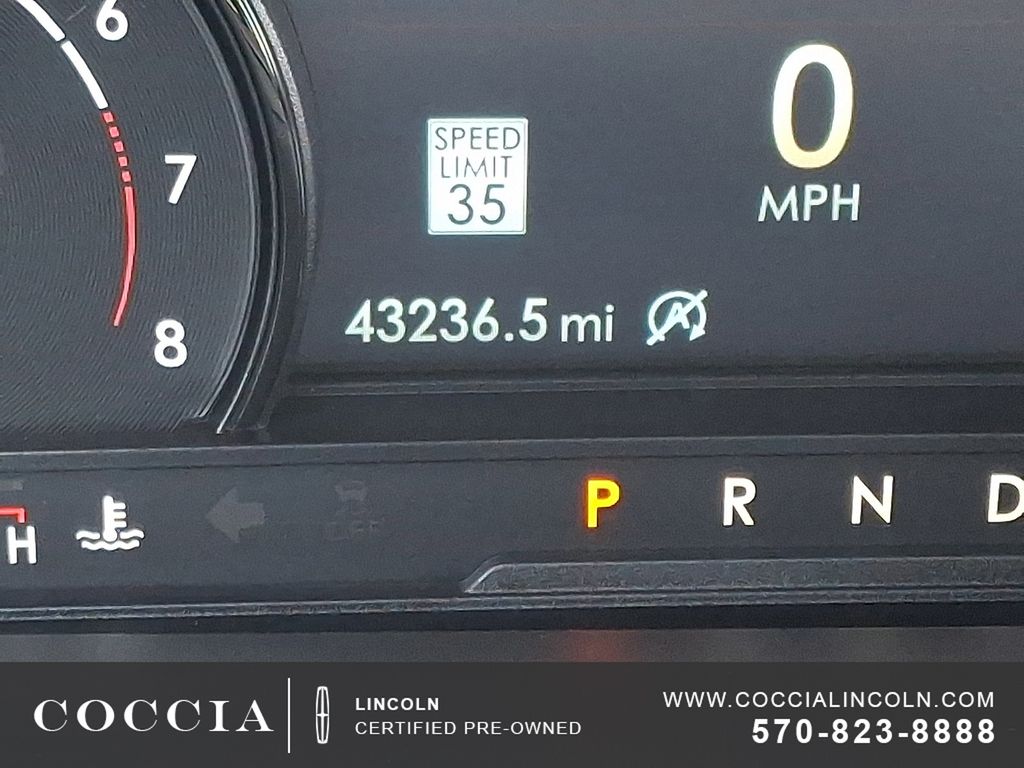 6
7
8
SPEED
LIMIT
35
0
MPH
43236.5 mi
A
H
P R N D
COCCIA
LINCOLN
CERTIFIED PRE-OWNED
WWW.COCCIALINCOLN.COM
570-823-8888